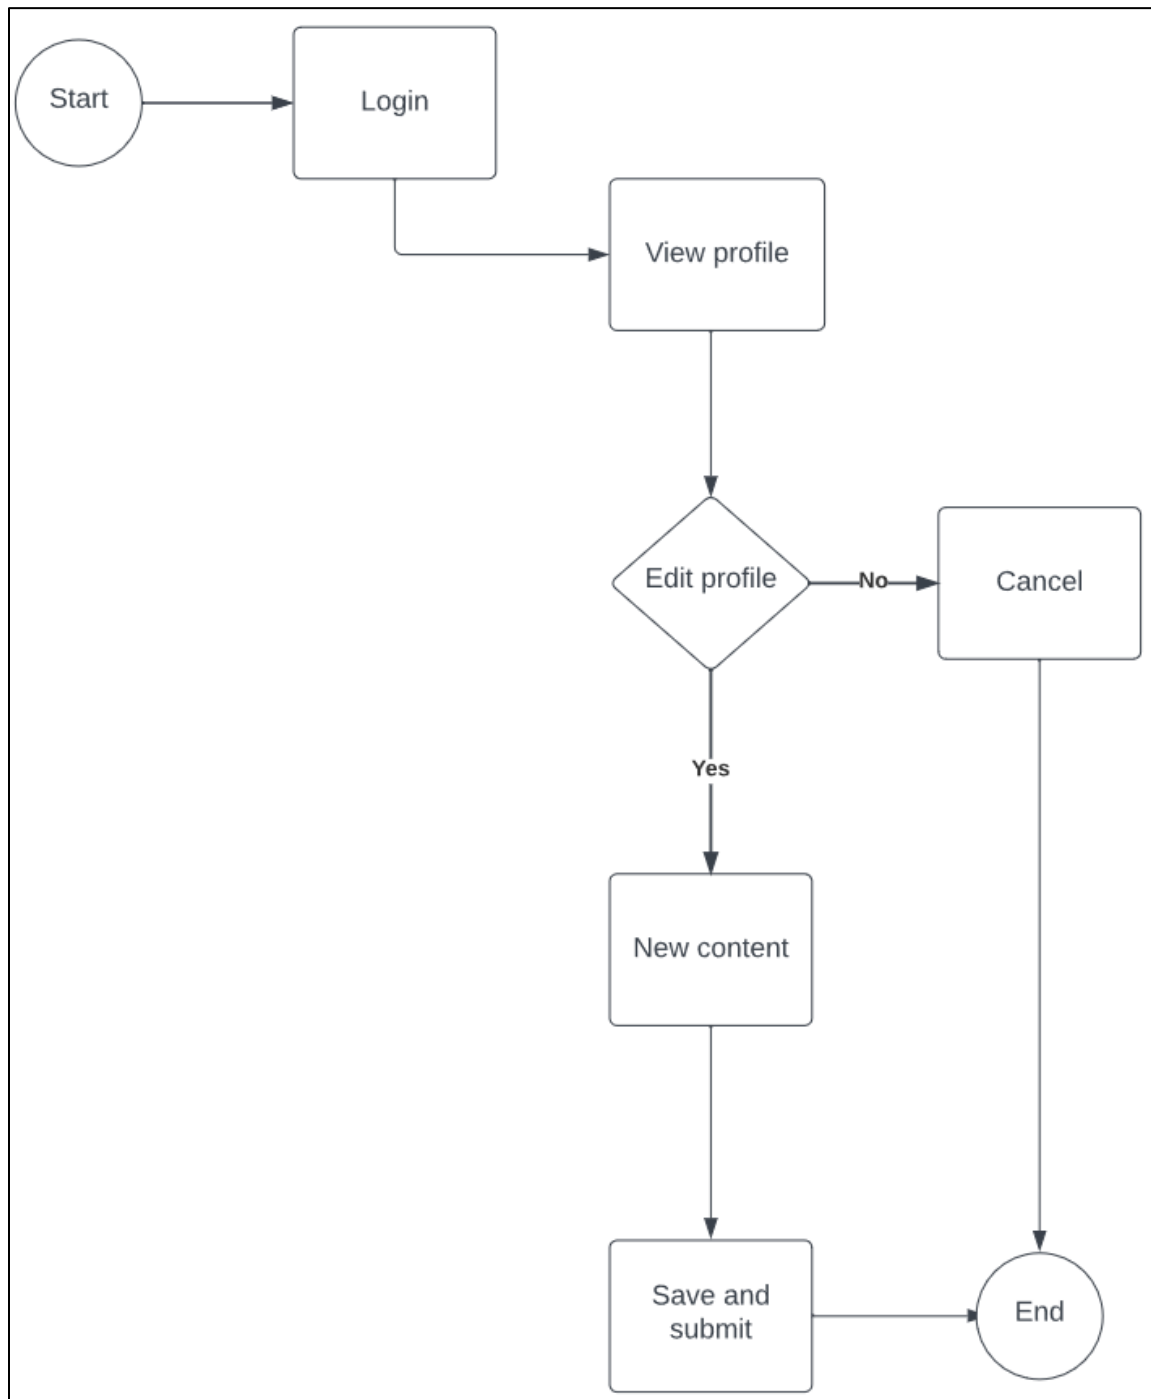 Start
Login
View profile
Edit profile
No
Cancel
Yes
New content
Save and
submit
End